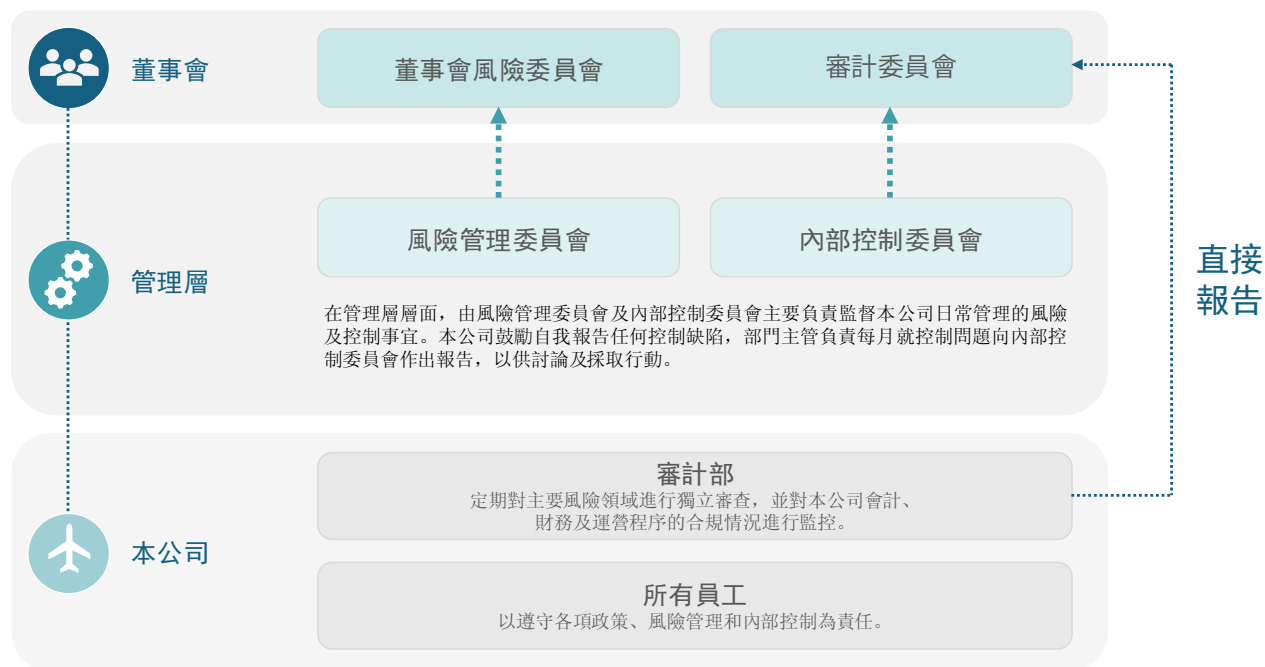 董事會
董事會風險委員會
審計委員會
管理層
風險管理委員會
內部控制委員會
在管理層層面，由風險管理委員會及內部控制委員會主要負責監督本公司日常管理的風險
及控制事宜。本公司鼓勵自我報告任何控制缺陷，部門主管負責每月就控制問題向內部控
制委員會作出報告，以供討論及採取行動。
直接
報告
本公司
審計部
定期對主要風險領域進行獨立審查，並對本公司會計、
財務及運營程序的合規情況進行監控。
所有員工
以遵守各項政策、風險管理和內部控制為責任。